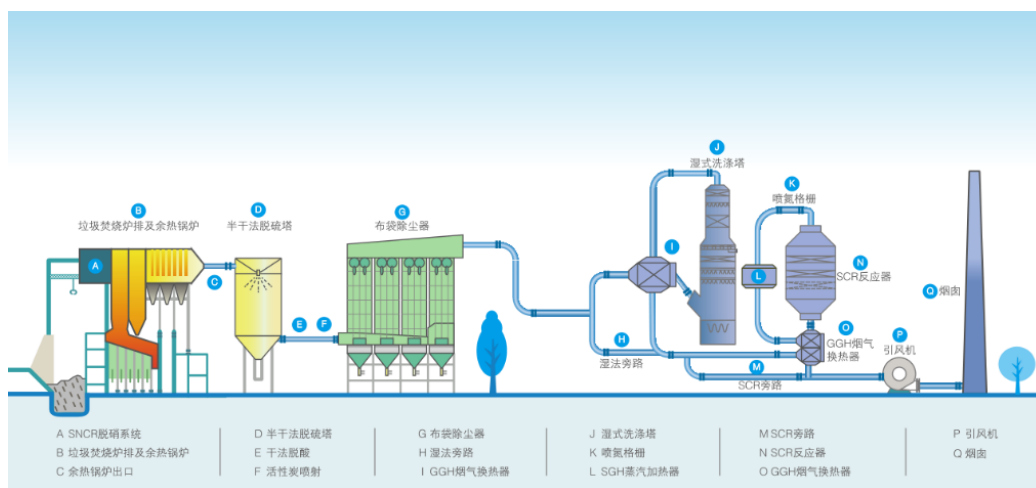 J
湿式洗涤塔
K
喷氮格栅
B
垃圾焚烧炉排及余热锅炉
D
半干法脱硫塔
G
布袋除尘器
I
A
C
L
N
SCR反应器
Q 烟囱
E
F
H
湿法旁路
O
GGH烟气
换热器
P
引风机
M
SCR旁路
A SNCR脱硝系统
B 垃圾焚烧炉排及余热锅炉
C 余热锅炉出口
D 半干法脱硫塔
E 干法脱酸
F 活性炭喷射
G 布袋除尘器
H 湿法旁路
I GGH烟气换热器
J 湿式洗涤塔
K 喷氮格栅
L SGH蒸汽加热器
M SCR旁路
N SCR反应器
O GGH烟气换热器
P 引风机
Q 烟囱